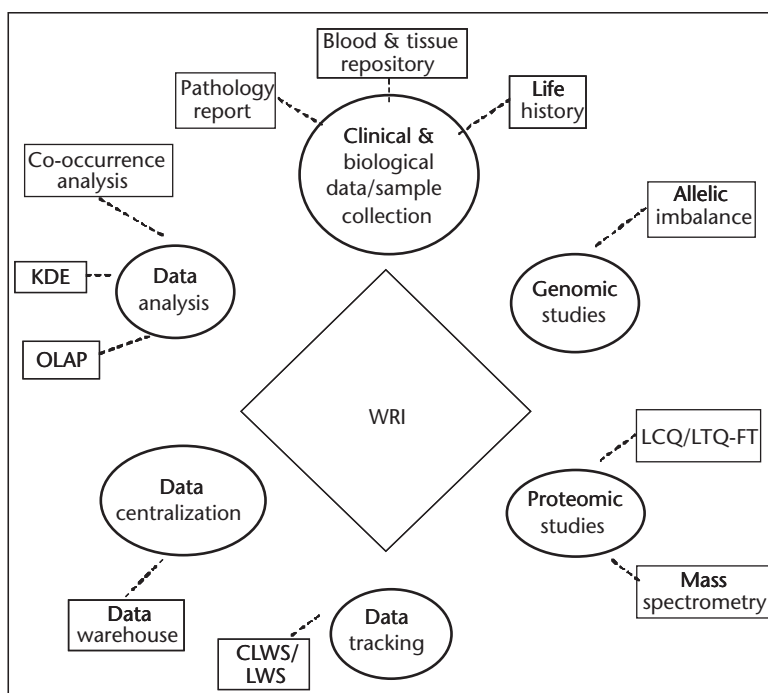 Blood & tissue
repository
Pathology
report
Life
history
Clinical &
biological
data/sample
collection
Co-occurrence
analysis
Allelic
imbalance
KDE
Data
analysis
Genomic
studies
OLAP
WRI
LCQ/LTQ-FT
Data
centralization
Proteomic
studies
Mass
spectrometry
Data
warehouse
Data
tracking
CLWS/
LWS